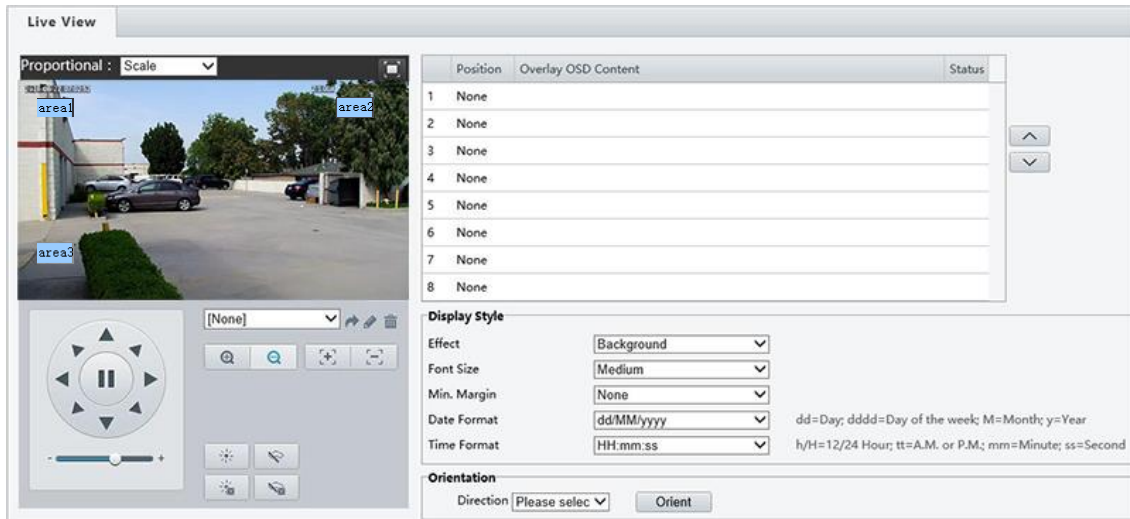 Live View
Proportional : Scale
area1
area2
area3
[None]
- +
Position Overlay OSD Content Status
1 None
2 None
3 None
4 None
5 None
6 None
7 None
8 None
Display Style
Effect Background
Font Size Medium
Min. Margin None
Date Format dd/MM/yyyy dd=Day; dddd=Day of the week; M=Month; y=Year
Time Format HH:mm:ss h/H=12/24 Hour; tt=A.M. or P.M.; mm=Minute; ss=Second
Orientation
Direction Please selec Orient